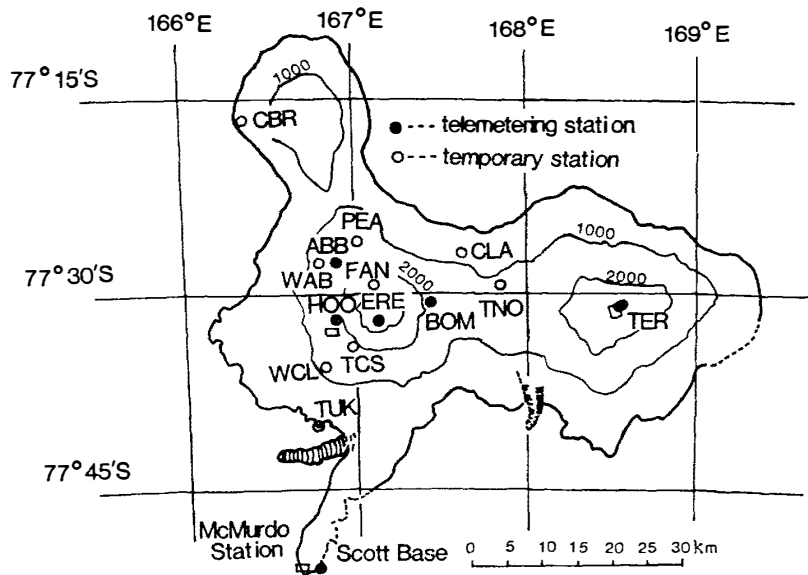 166°E 167°E 168°E 169°E
77°15'S
1000
CBR
telemetering station
temporary station
PEA
ABB
CLA
1000
WAB
FAN
2000
77°30'S
2000
HOO
ERE
BOM
TNO
TER
WCL
TCS
TUK
77°45'S
McMurdo
Station
Scott Base
0 5 10 15 20 25 30 km